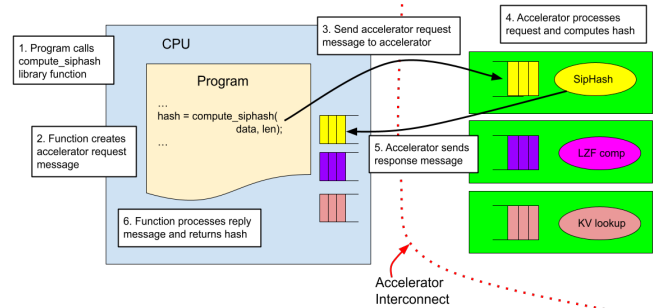 1. Program calls
compute_siphash
library function
CPU
3. Send accelerator request
message to accelerator
4. Accelerator processes
request and computes hash
Program
…
hash = compute_siphash(
data, len);
…
SipHash
2. Function creates
accelerator request
message
5. Accelerator sends
response message
LZF comp
6. Function processes reply
message and returns hash
KV lookup
Accelerator
Interconnect